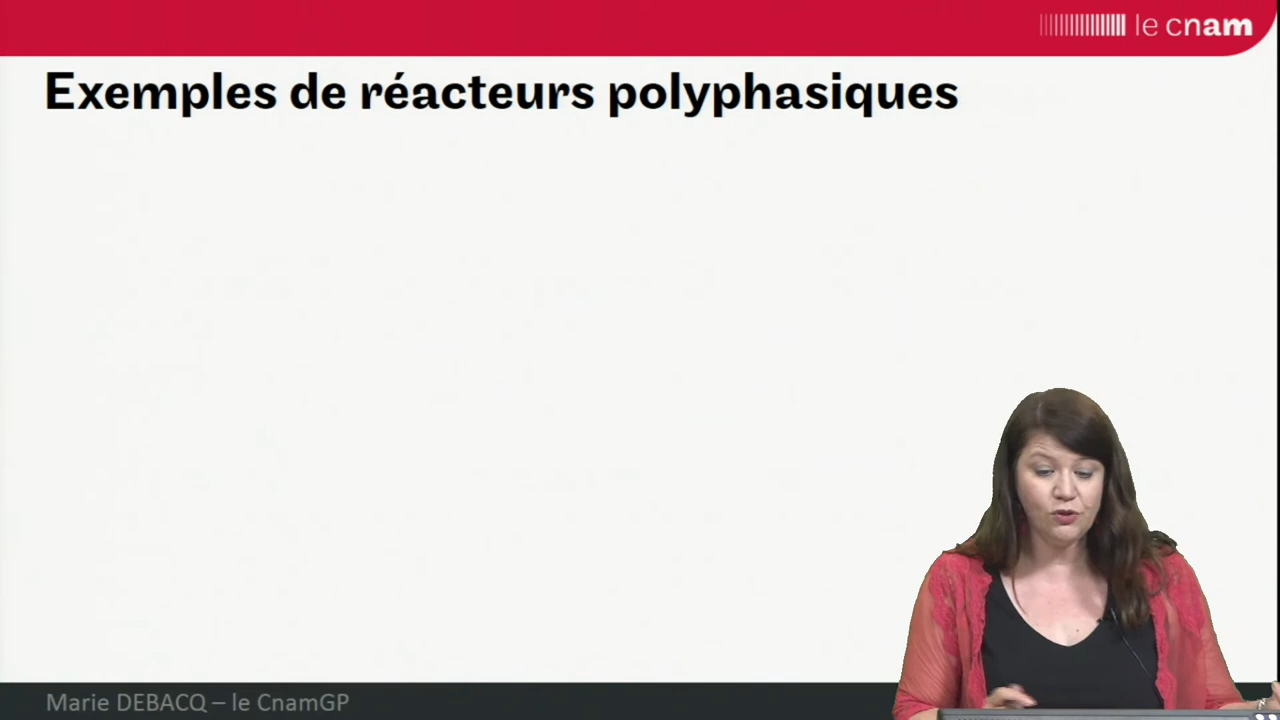 le cnam
Exemples de réacteurs polyphasiques
Marie DEBACQ – le CnamGP